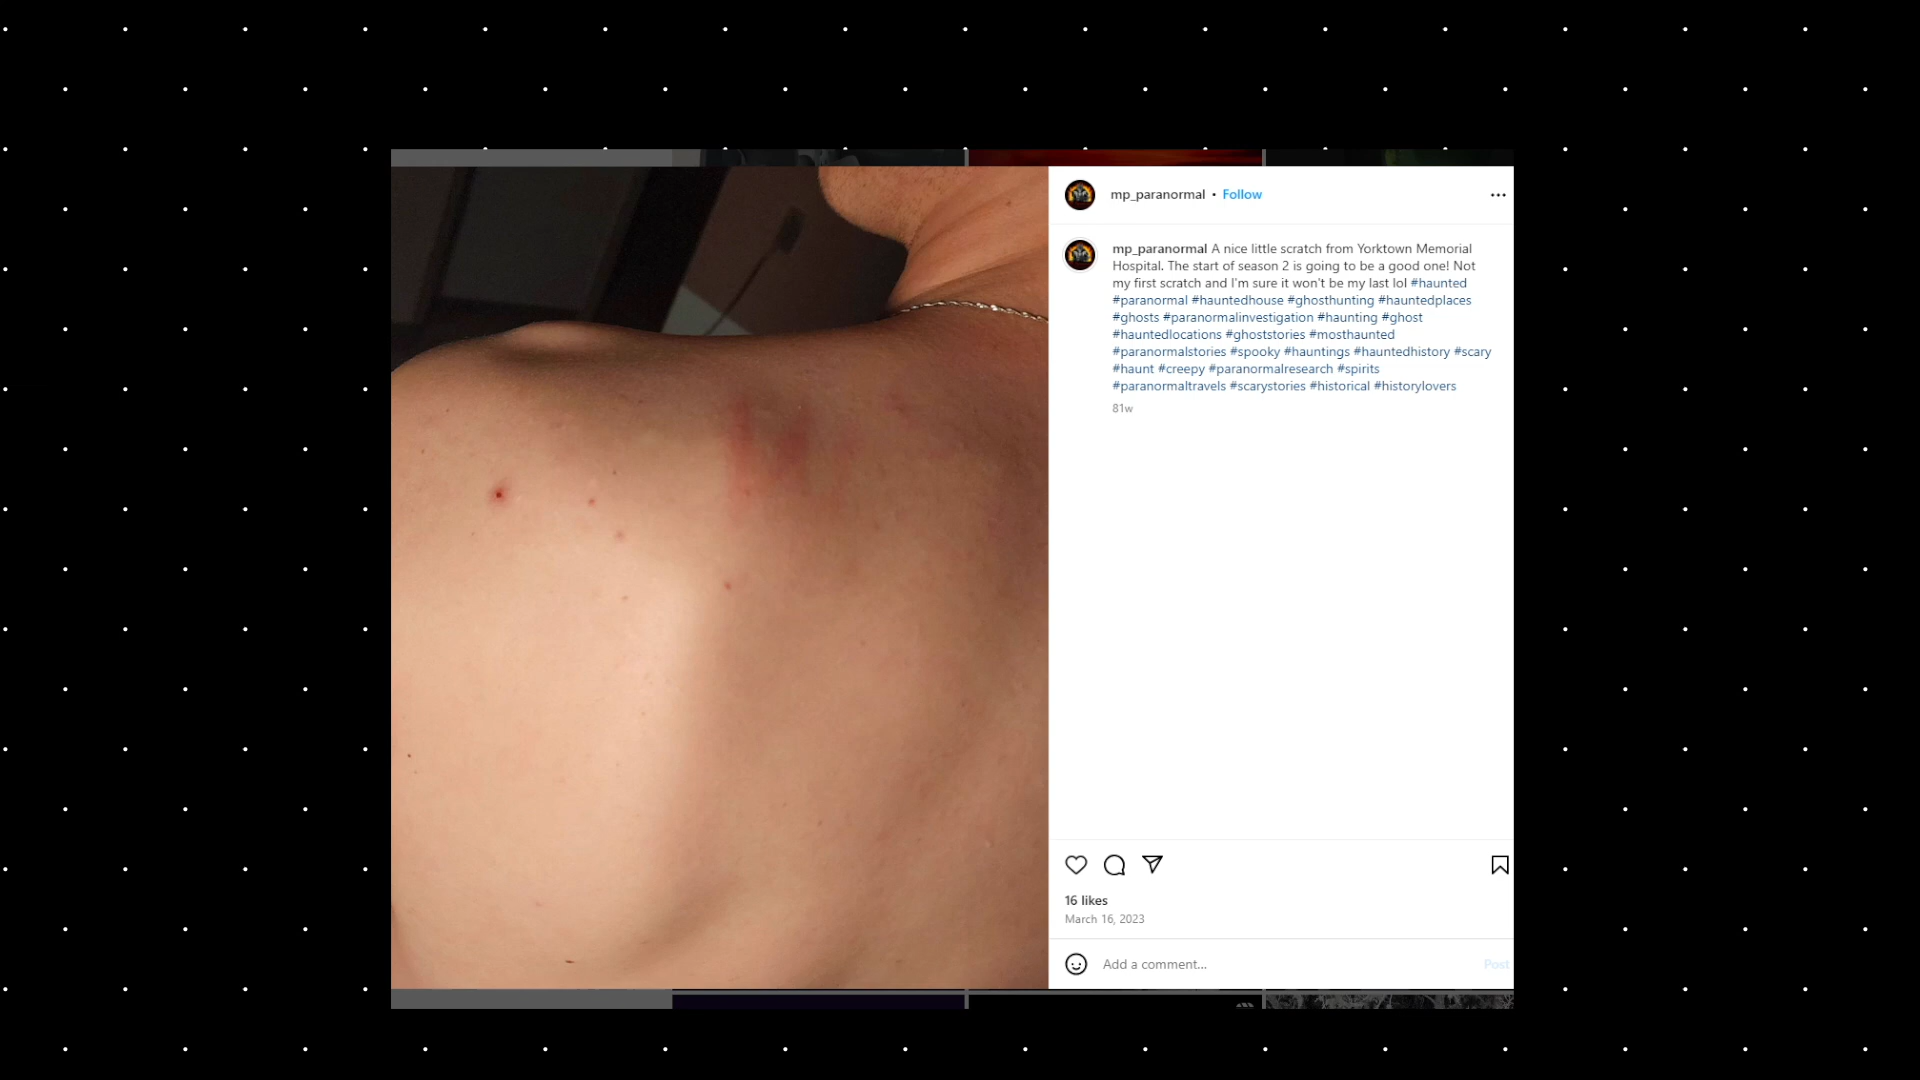 mp_paranormal • Follow
mp_paranormal A nice little scratch from Yorktown Memorial
Hospital. The start of season 2 is going to be a good one! Not
my first scratch and I'm sure it won't be my last lol #haunted
#paranormal #hauntedhouse #ghosthunting #hauntedplaces
#ghosts #paranormalinvestigation #haunting #ghost
#hauntedlocations #ghoststories #mosthaunted
#paranormalstories #spooky #hauntings #hauntedhistory #scary
#haunt #creepy #paranormalresearch #spirits
#paranormaltravels #scarystories #historical #historylovers
81w
16 likes
March 16, 2023
Add a comment... Post